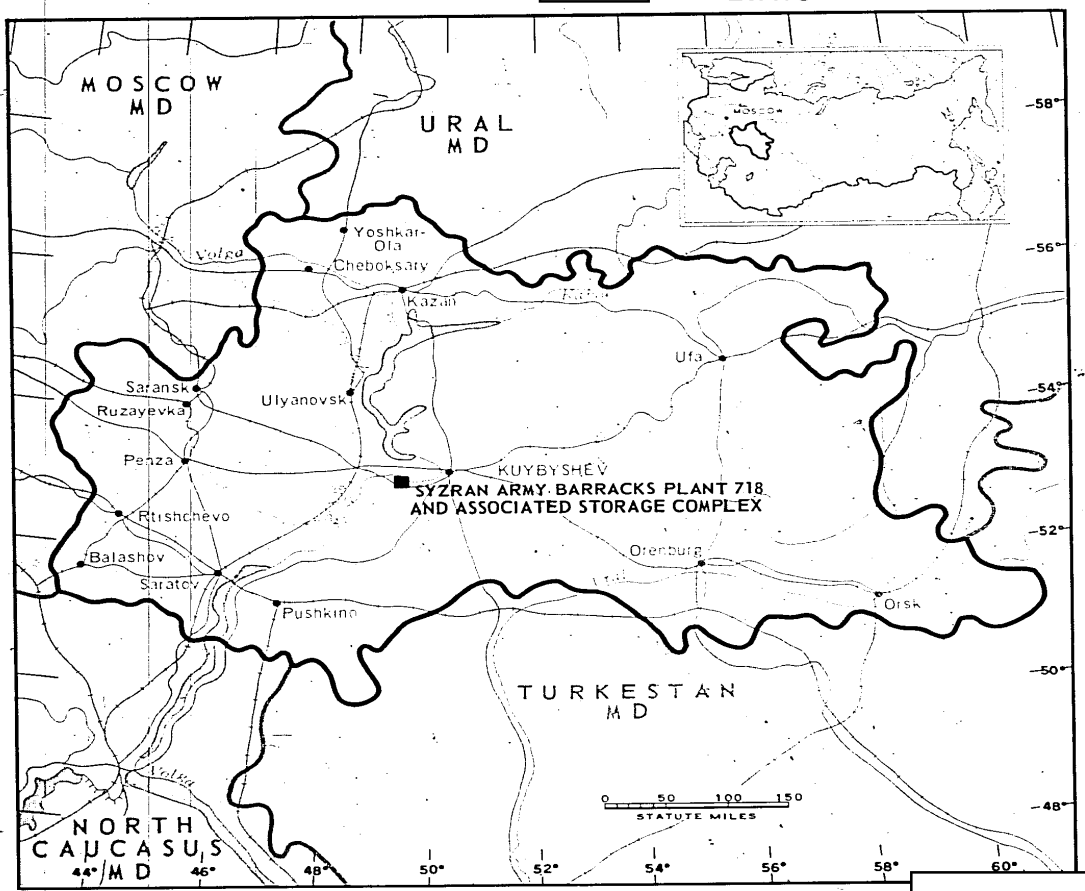 MOSCOW
MD
URAL
MD
MOSCOW
58°
Yoshkar-
Ola
56°
Volga
Cheboksary
Kazan
Ufa
54°
Saransk
Ulyanovsk
Ruzayevka
Penza
KUYBYSHEV
SYZRAN ARMY BARRACKS PLANT 718
AND ASSOCIATED STORAGE COMPLEX
Rtishchevo
52°
Balashov
Orenburg
Saratov
Ural
Orsk
Pushkino
50°
TURKESTAN
MD
Volga
0 50 100 150
STATUTE MILES
48°
NORTH
CAUCASUS
MD
44° 46° 48° 50° 52° 54° 56° 58° 60°